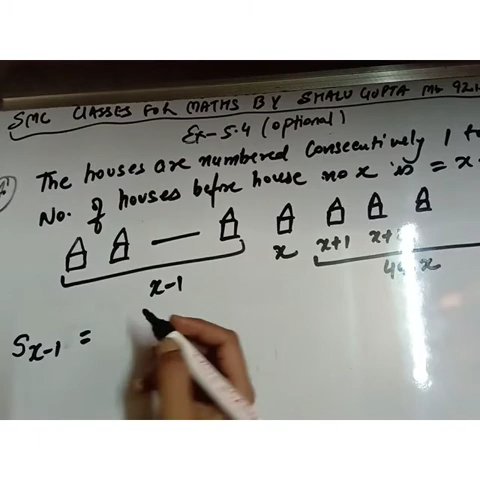 SMC CLASSES FOR MATHS BY SHALU GUPTA
Ex-5.4 (optional)
The houses are numbered consecutively 1
No. of houses before house no x is = x-
x x+1
x-1
Sx-1 =